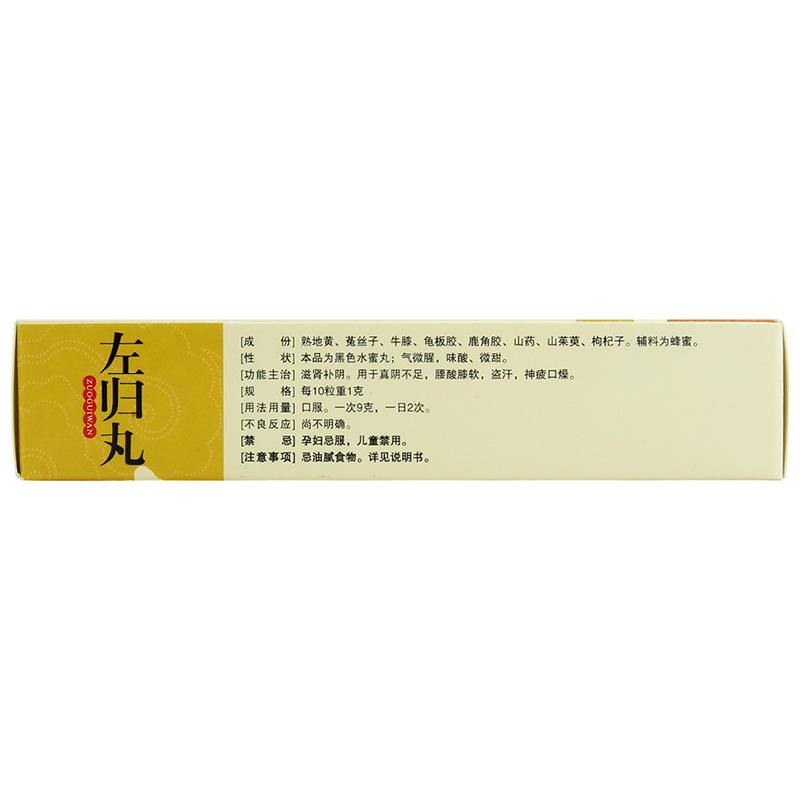 左归丸
ZUOGUIWAN
[成 份] 熟地黄、菟丝子、牛膝、龟板胶、鹿角胶、山药、山茱萸、枸杞子。辅料为蜂蜜。
[性 状] 本品为黑色水蜜丸；气微腥，味酸、微甜。
[功能主治] 滋肾补阴。用于真阴不足，腰酸膝软，盗汗，神疲口燥。
[规 格] 每10粒重1克
[用法用量] 口服。一次9克，一日2次。
[不良反应] 尚不明确。
[禁 忌] 孕妇忌服，儿童禁用。
[注意事项] 忌油腻食物。详见说明书。